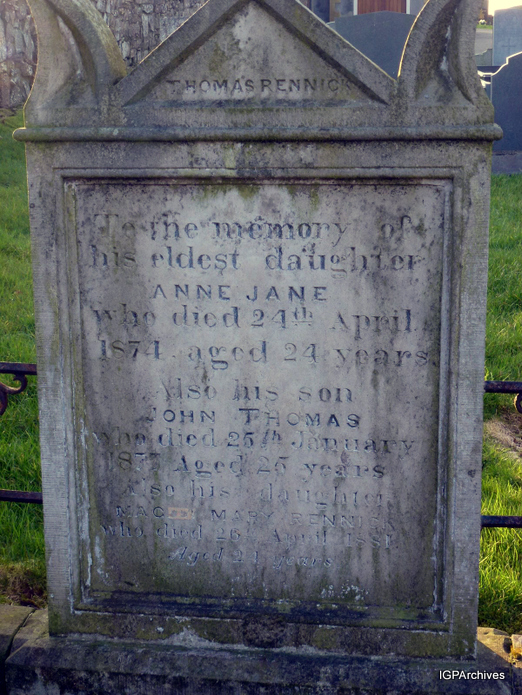 THOMAS RENNICK
To the memory of
his eldest daughter
ANNE JANE
who died 24th April
1874 aged 24 years
Also his son
JOHN THOMAS
who died 25th January
Aged 25 years
Also his daughter
MARY RENNICK
who died April
Aged years
IGPArchives